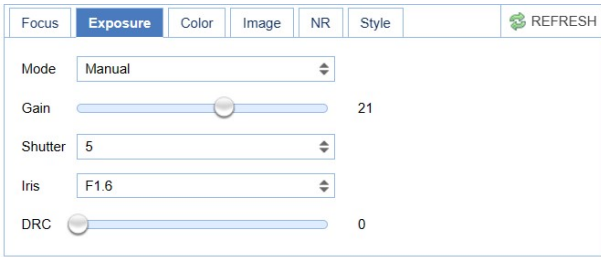 Focus Exposure Color Image NR Style REFRESH
Mode Manual
Gain 21
Shutter 5
Iris F1.6
DRC 0